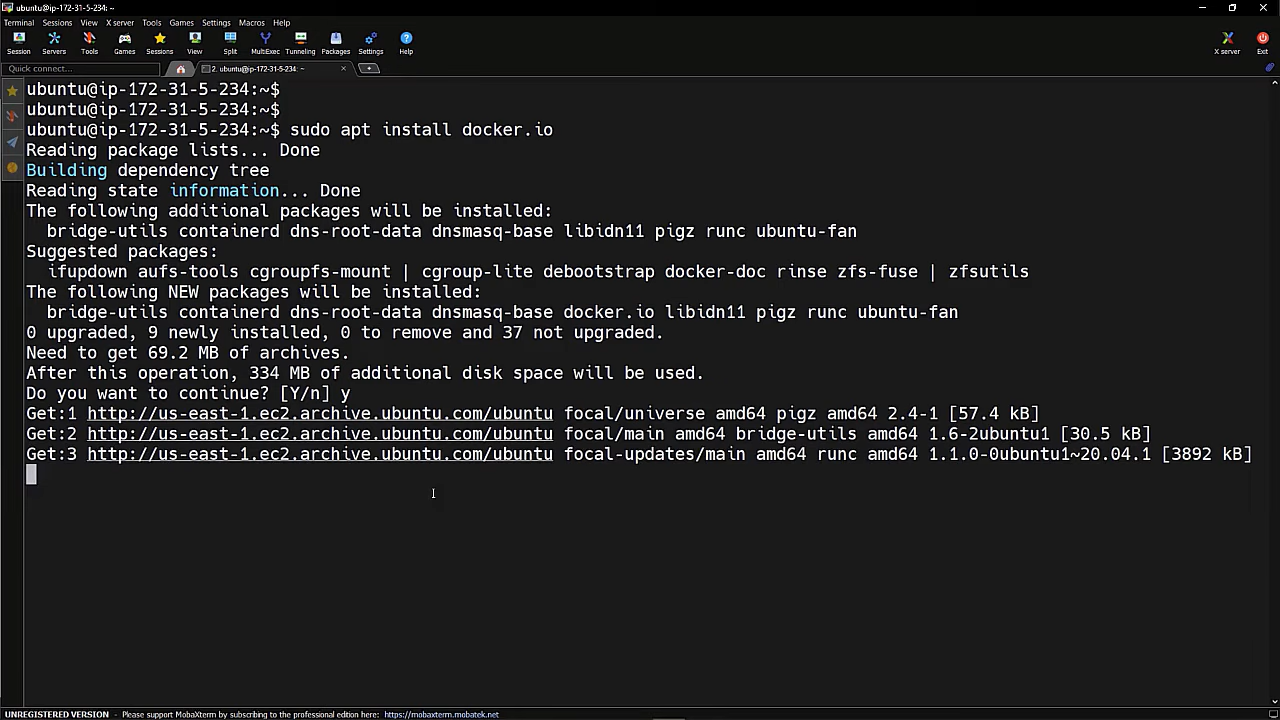 ubuntu@ip-172-31-5-234: ~
Terminal Sessions View X server Tools Games Settings Macros Help
Session Servers Tools Games Sessions View Split MultiExec Tunneling Packages Settings Help X server Exit
Quick connect... 2. ubuntu@ip-172-31-5-234: ~
ubuntu@ip-172-31-5-234:~$
ubuntu@ip-172-31-5-234:~$
ubuntu@ip-172-31-5-234:~$ sudo apt install docker.io
Reading package lists... Done
Building dependency tree
Reading state information... Done
The following additional packages will be installed:
  bridge-utils containerd dns-root-data dnsmasq-base libidn11 pigz runc ubuntu-fan
Suggested packages:
  ifupdown aufs-tools cgroupfs-mount | cgroup-lite debootstrap docker-doc rinse zfs-fuse | zfsutils
The following NEW packages will be installed:
  bridge-utils containerd dns-root-data dnsmasq-base docker.io libidn11 pigz runc ubuntu-fan
0 upgraded, 9 newly installed, 0 to remove and 37 not upgraded.
Need to get 69.2 MB of archives.
After this operation, 334 MB of additional disk space will be used.
Do you want to continue? [Y/n] y
Get:1 http://us-east-1.ec2.archive.ubuntu.com/ubuntu focal/universe amd64 pigz amd64 2.4-1 [57.4 kB]
Get:2 http://us-east-1.ec2.archive.ubuntu.com/ubuntu focal/main amd64 bridge-utils amd64 1.6-2ubuntu1 [30.5 kB]
Get:3 http://us-east-1.ec2.archive.ubuntu.com/ubuntu focal-updates/main amd64 runc amd64 1.1.0-0ubuntu1~20.04.1 [3892 kB]
UNREGISTERED VERSION - Please support MobaXterm by subscribing to the professional edition here: https://mobaxterm.mobatek.net